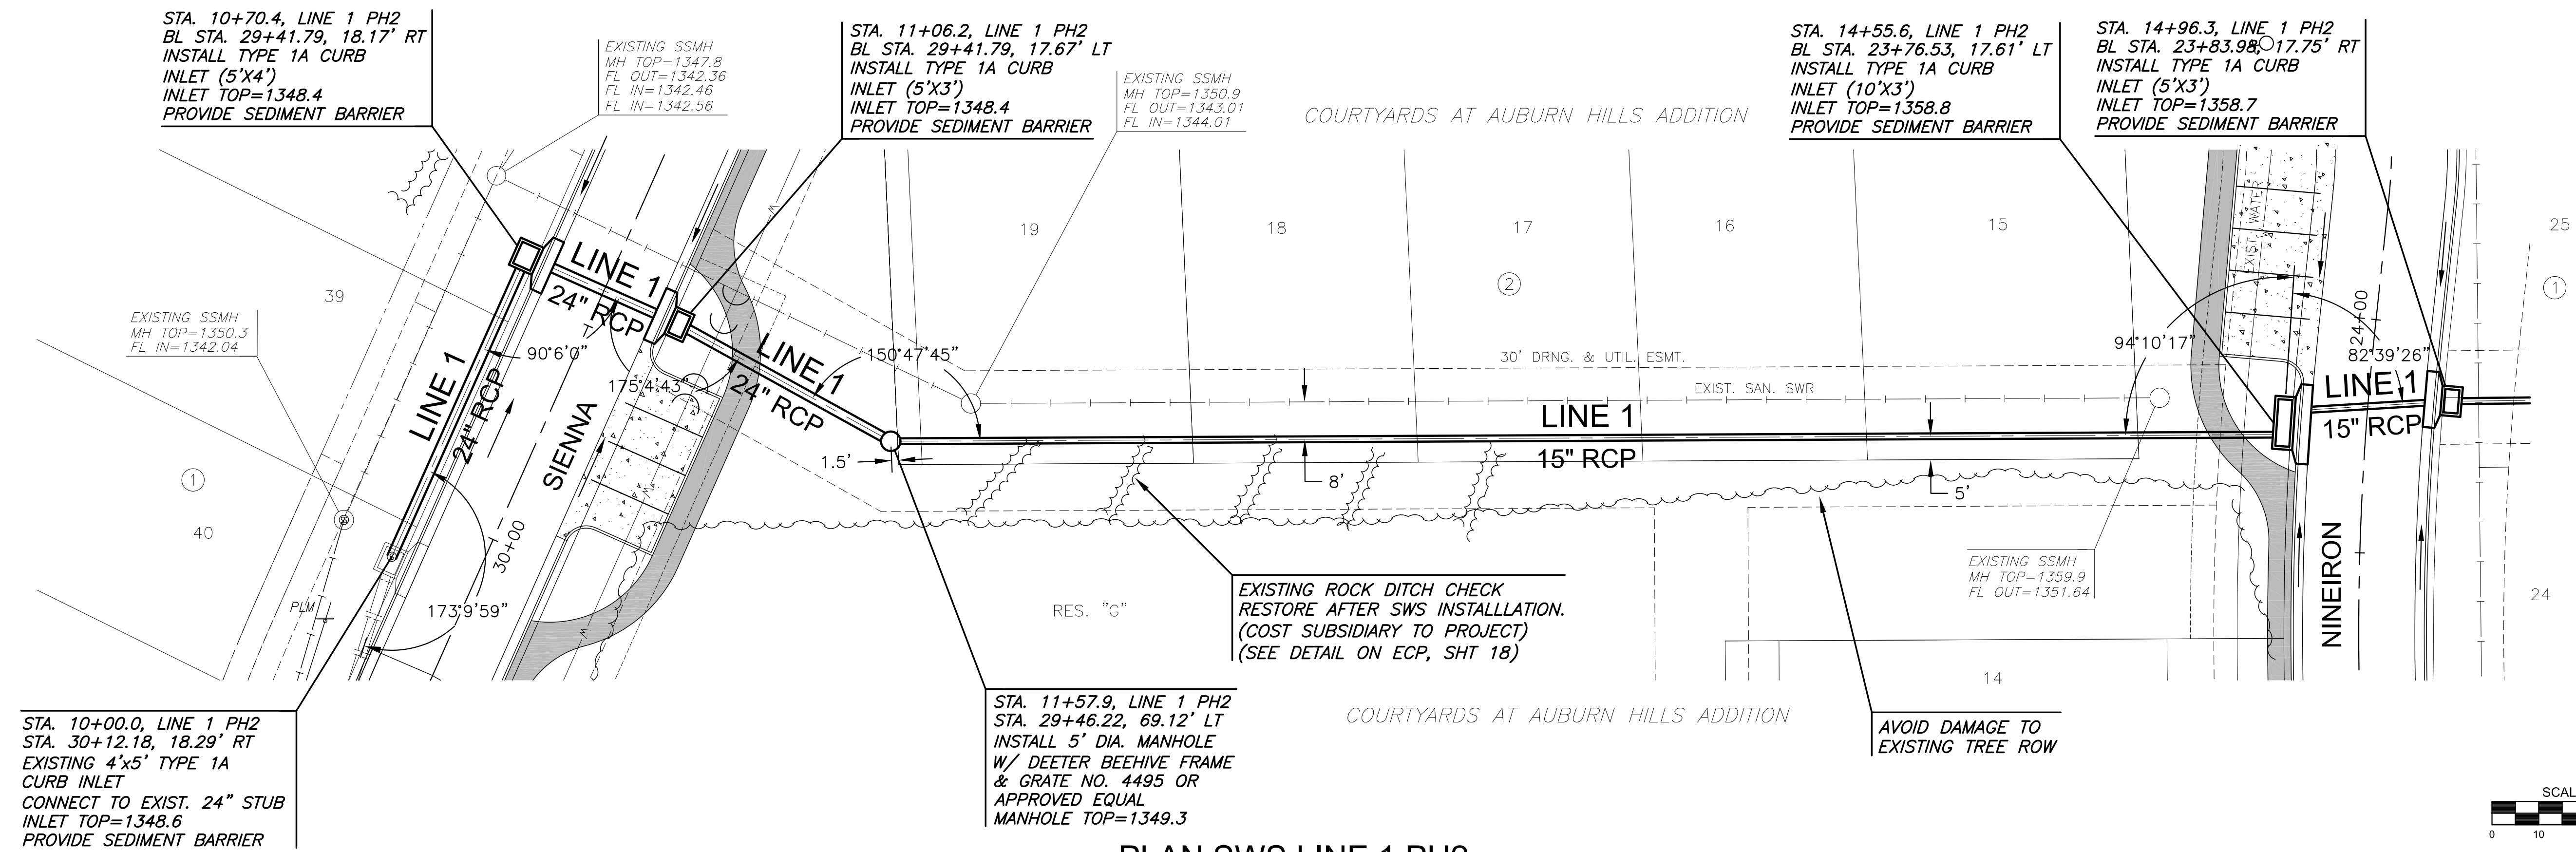 STA. 10+70.4, LINE 1 PH2
BL STA. 29+41.79, 18.17' RT
INSTALL TYPE 1A CURB
INLET (5'X4')
INLET TOP=1348.4
PROVIDE SEDIMENT BARRIER
EXISTING SSMH
MH TOP=1347.8
FL OUT=1342.36
FL IN=1342.46
FL IN=1342.56
STA. 11+06.2, LINE 1 PH2
BL STA. 29+41.79, 17.67' LT
INSTALL TYPE 1A CURB
INLET (5'X3')
INLET TOP=1348.4
PROVIDE SEDIMENT BARRIER
EXISTING SSMH
MH TOP=1350.9
FL OUT=1343.01
FL IN=1344.01
COURTYARDS AT AUBURN HILLS ADDITION
STA. 14+55.6, LINE 1 PH2
BL STA. 23+76.53, 17.61' LT
INSTALL TYPE 1A CURB
INLET (10'X3')
INLET TOP=1358.8
PROVIDE SEDIMENT BARRIER
STA. 14+96.3, LINE 1 PH2
BL STA. 23+83.98, 17.75' RT
INSTALL TYPE 1A CURB
INLET (5'X3')
INLET TOP=1358.7
PROVIDE SEDIMENT BARRIER
19
18
17
16
15
25
2
1
39
EXISTING SSMH
MH TOP=1350.3
FL IN=1342.04
LINE 1
24" RCP
LINE 1
24" RCP
LINE 1
24" RCP
90°6'0"
175°4'43"
150°47'45"
SIENNA
30+00
173°9'59"
PLM
1
40
W
W
W
W
1.5'
30' DRNG. & UTIL. ESMT.
EXIST. SAN. SWR
LINE 1
15" RCP
8'
5'
EXIST. WATER
94°10'17"
24+00
82°39'26"
LINE 1
15" RCP
NINEIRON
24
EXISTING SSMH
MH TOP=1359.9
FL OUT=1351.64
RES. "G"
EXISTING ROCK DITCH CHECK
RESTORE AFTER SWS INSTALLLATION.
(COST SUBSIDIARY TO PROJECT)
(SEE DETAIL ON ECP, SHT 18)
14
STA. 10+00.0, LINE 1 PH2
STA. 30+12.18, 18.29' RT
EXISTING 4'x5' TYPE 1A
CURB INLET
CONNECT TO EXIST. 24" STUB
INLET TOP=1348.6
PROVIDE SEDIMENT BARRIER
STA. 11+57.9, LINE 1 PH2
STA. 29+46.22, 69.12' LT
INSTALL 5' DIA. MANHOLE
W/ DEETER BEEHIVE FRAME
& GRATE NO. 4495 OR
APPROVED EQUAL
MANHOLE TOP=1349.3
COURTYARDS AT AUBURN HILLS ADDITION
AVOID DAMAGE TO
EXISTING TREE ROW
SCAL
0 10
PLAN SWS LINE 1 PH2